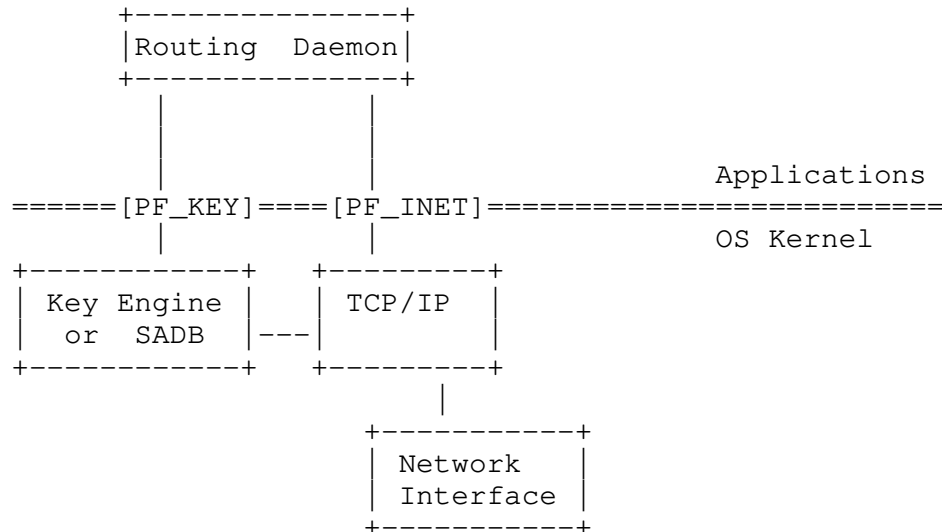 Routing Daemon
Applications
======[PF_KEY]====[PF_INET]==========================
OS Kernel
Key Engine TCP/IP
or SADB
Network
Interface